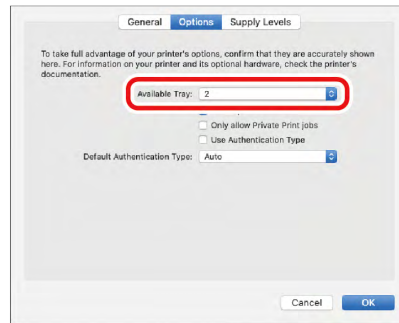 General Options Supply Levels
To take full advantage of your printer's options, confirm that they are accurately shown
here. For information on your printer and its optional hardware, check the printer's
documentation.
Available Tray: 2
Only allow Private Print jobs
Use Authentication Type
Default Authentication Type: Auto
Cancel OK